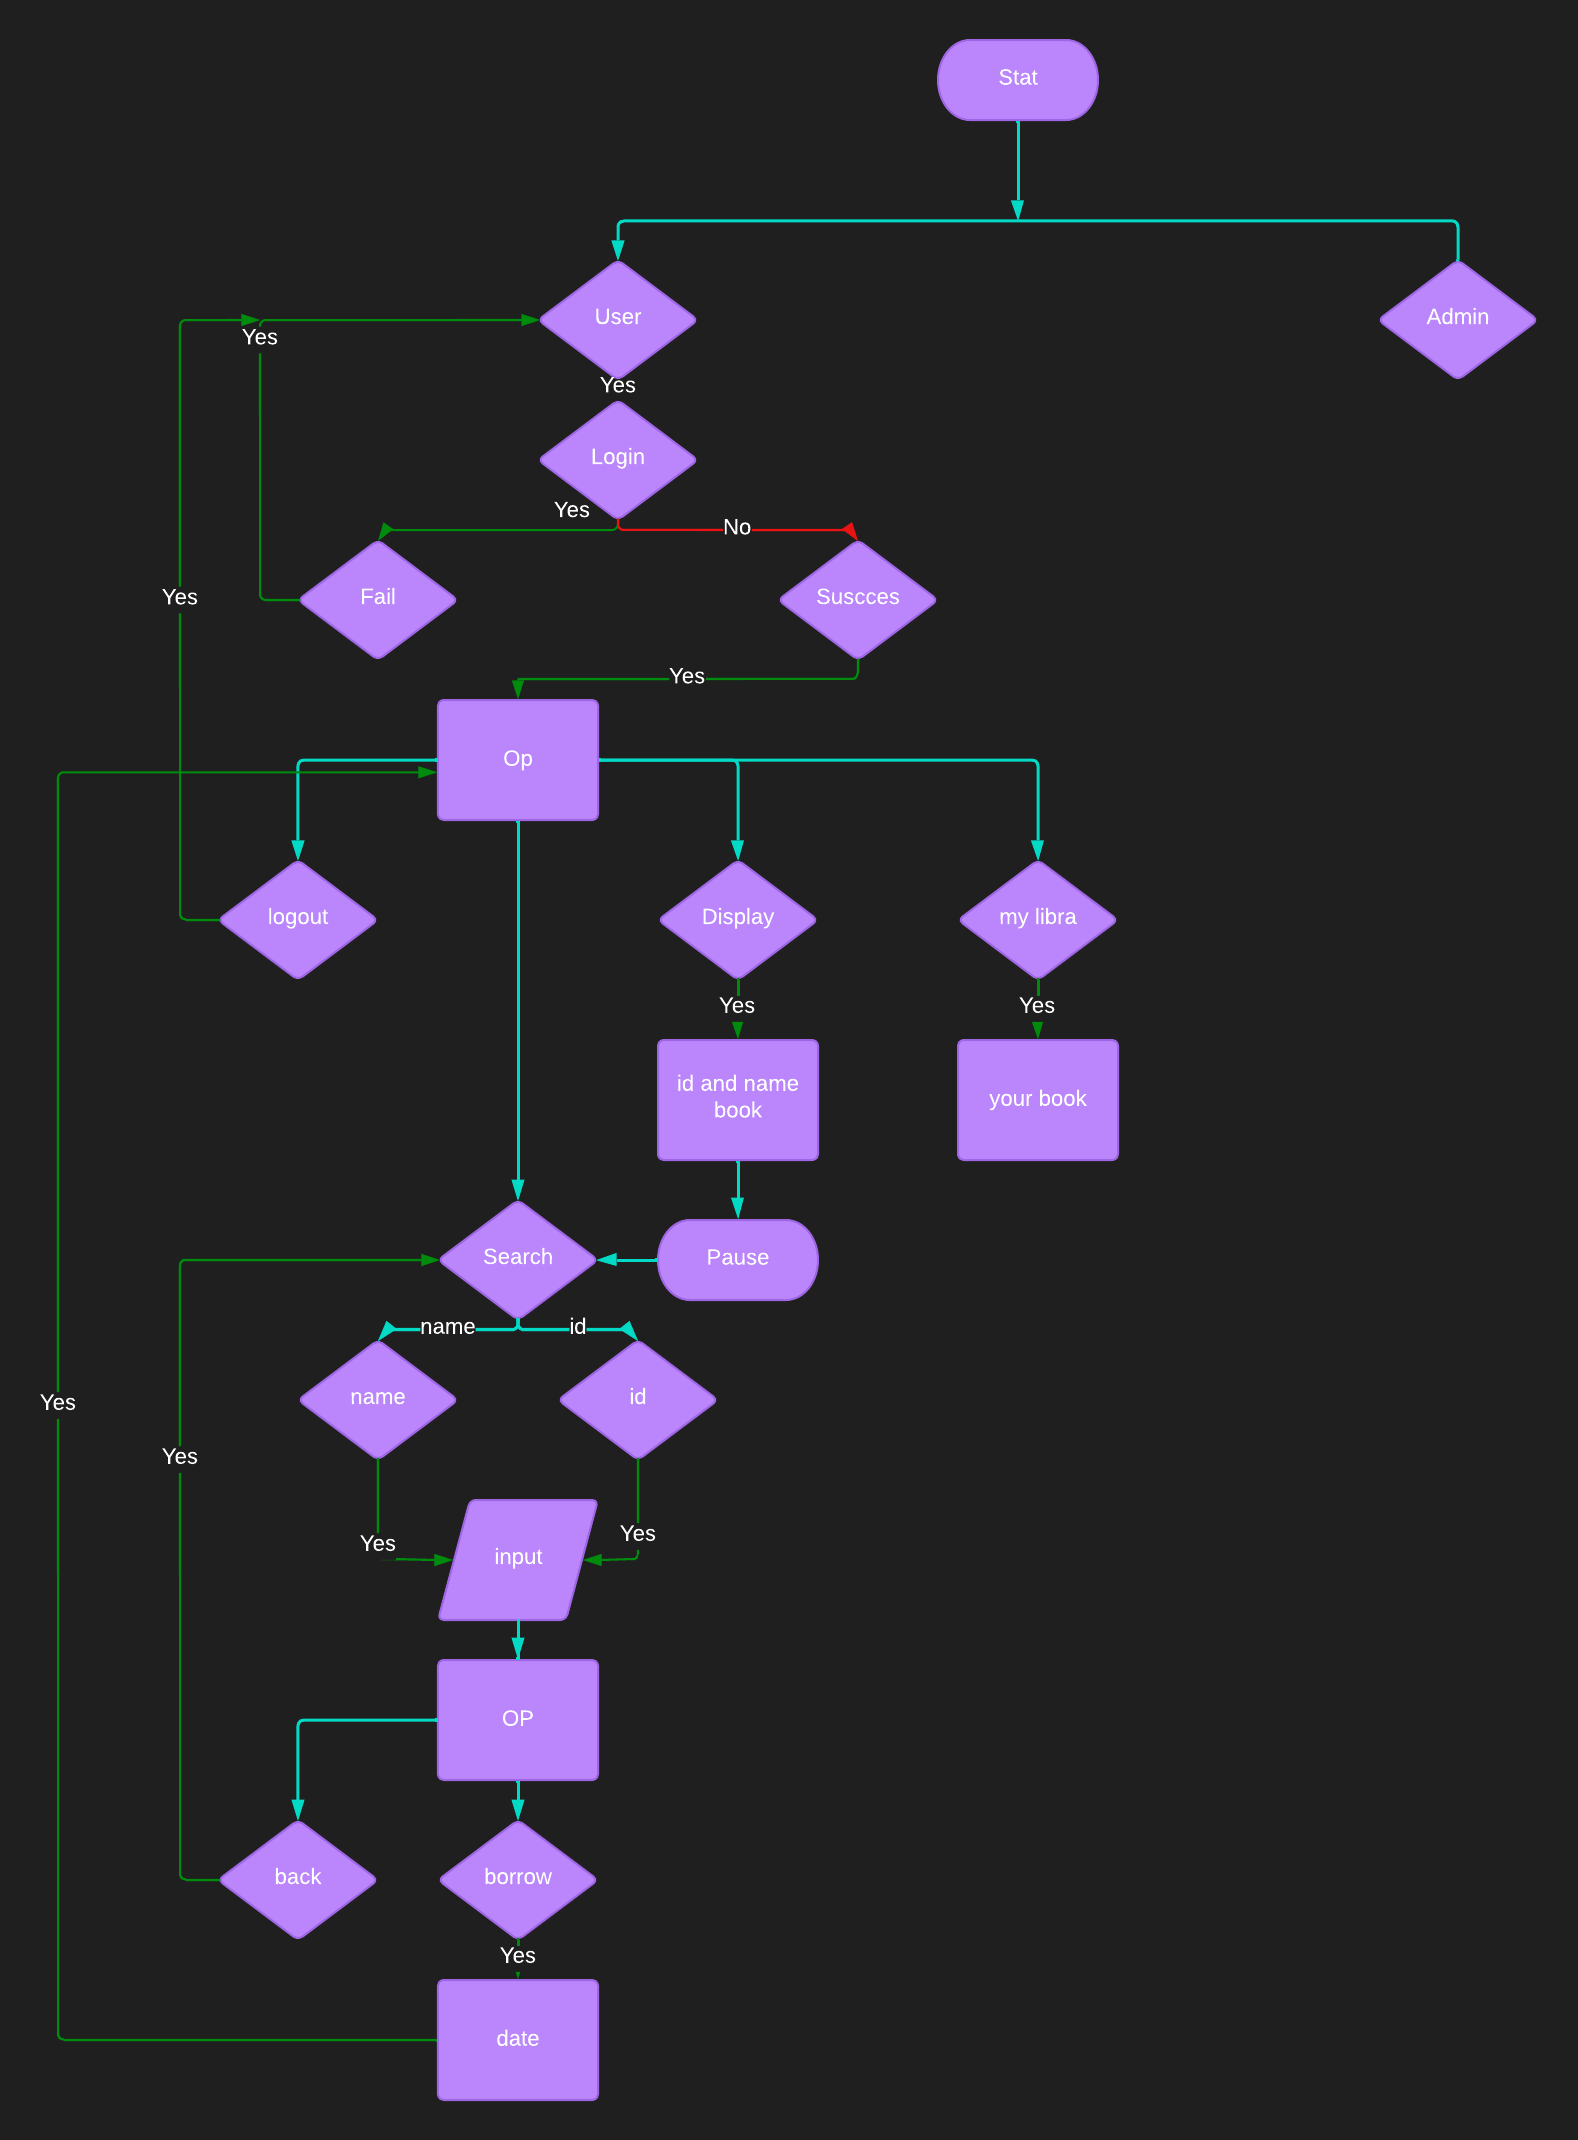 Stat
User
Admin
Yes
Yes
Login
Yes
No
Yes
Fail
Suscces
Yes
Op
logout
Display
my libra
Yes
Yes
id and name
book
your book
Search
Pause
name
id
name
id
Yes
Yes
Yes
Yes
input
OP
back
borrow
Yes
date